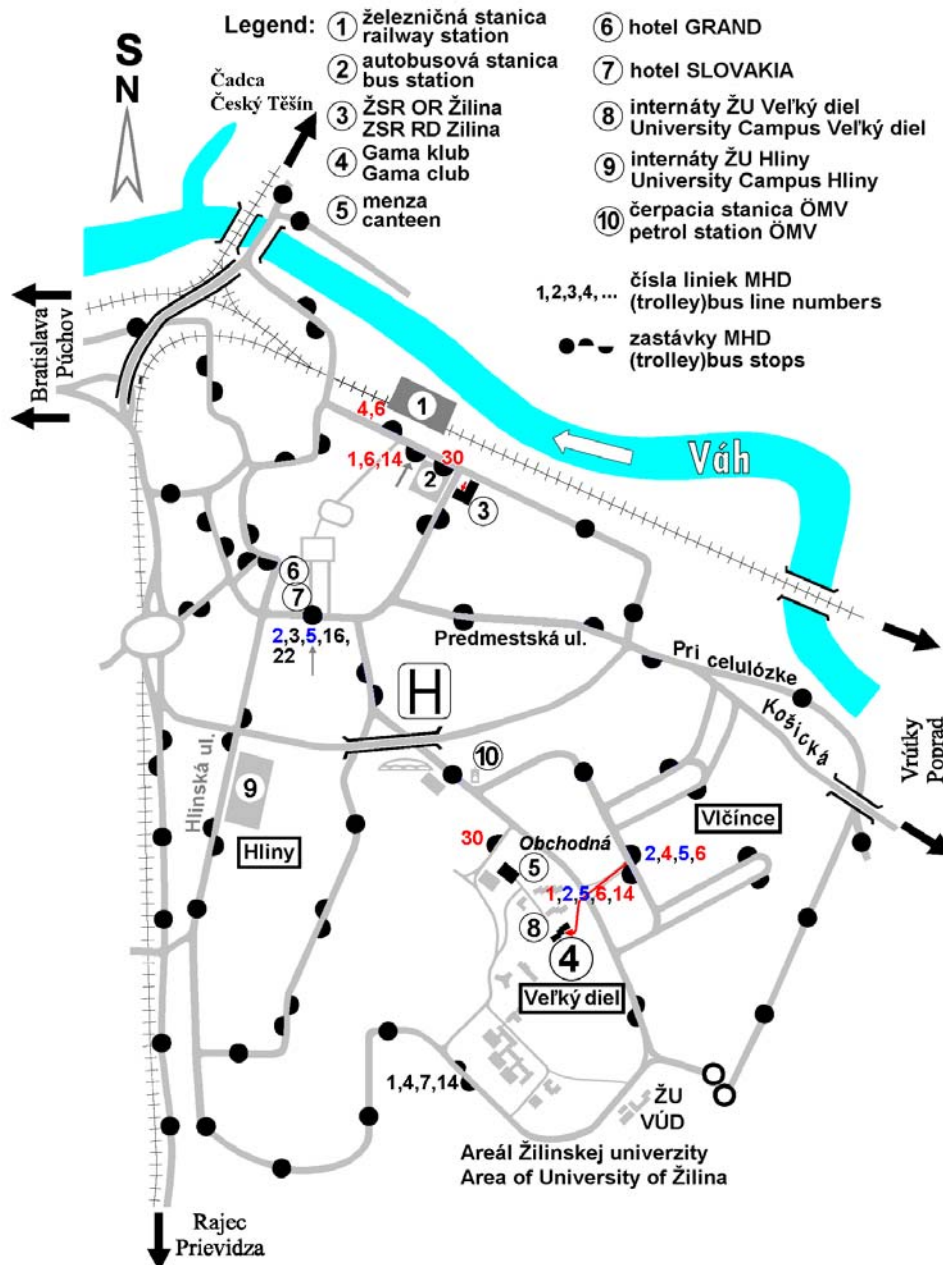 Legend:
1 železničná stanica
railway station
2 autobusová stanica
bus station
3 ŽSR OR Žilina
ZSR RD Zilina
4 Gama klub
Gama club
5 menza
canteen
6 hotel GRAND
7 hotel SLOVAKIA
8 internáty ŽU Veľký diel
University Campus Veľký diel
9 internáty ŽU Hliny
University Campus Hliny
10 čerpacia stanica ÖMV
petrol station ÖMV
1,2,3,4, ... čísla liniek MHD
(trolley)bus line numbers
zastávky MHD
(trolley)bus stops
S
N
Čadca
Český Těšín
Bratislava
Púchov
4,6
1
1,6,14
30
2
3
Váh
6
7
2,3,5,16,
22
Predmestská ul.
Pri celulózke
Košická
Vrútky
Poprad
H
10
Hlinská ul.
9
Hliny
30
Obchodná
5
Vlčínce
2,4,5,6
1,2,5,6,14
8
4
Veľký diel
1,4,7,14
ŽU
VÚD
Areál Žilinskej univerzity
Area of University of Žilina
Rajec
Prievidza